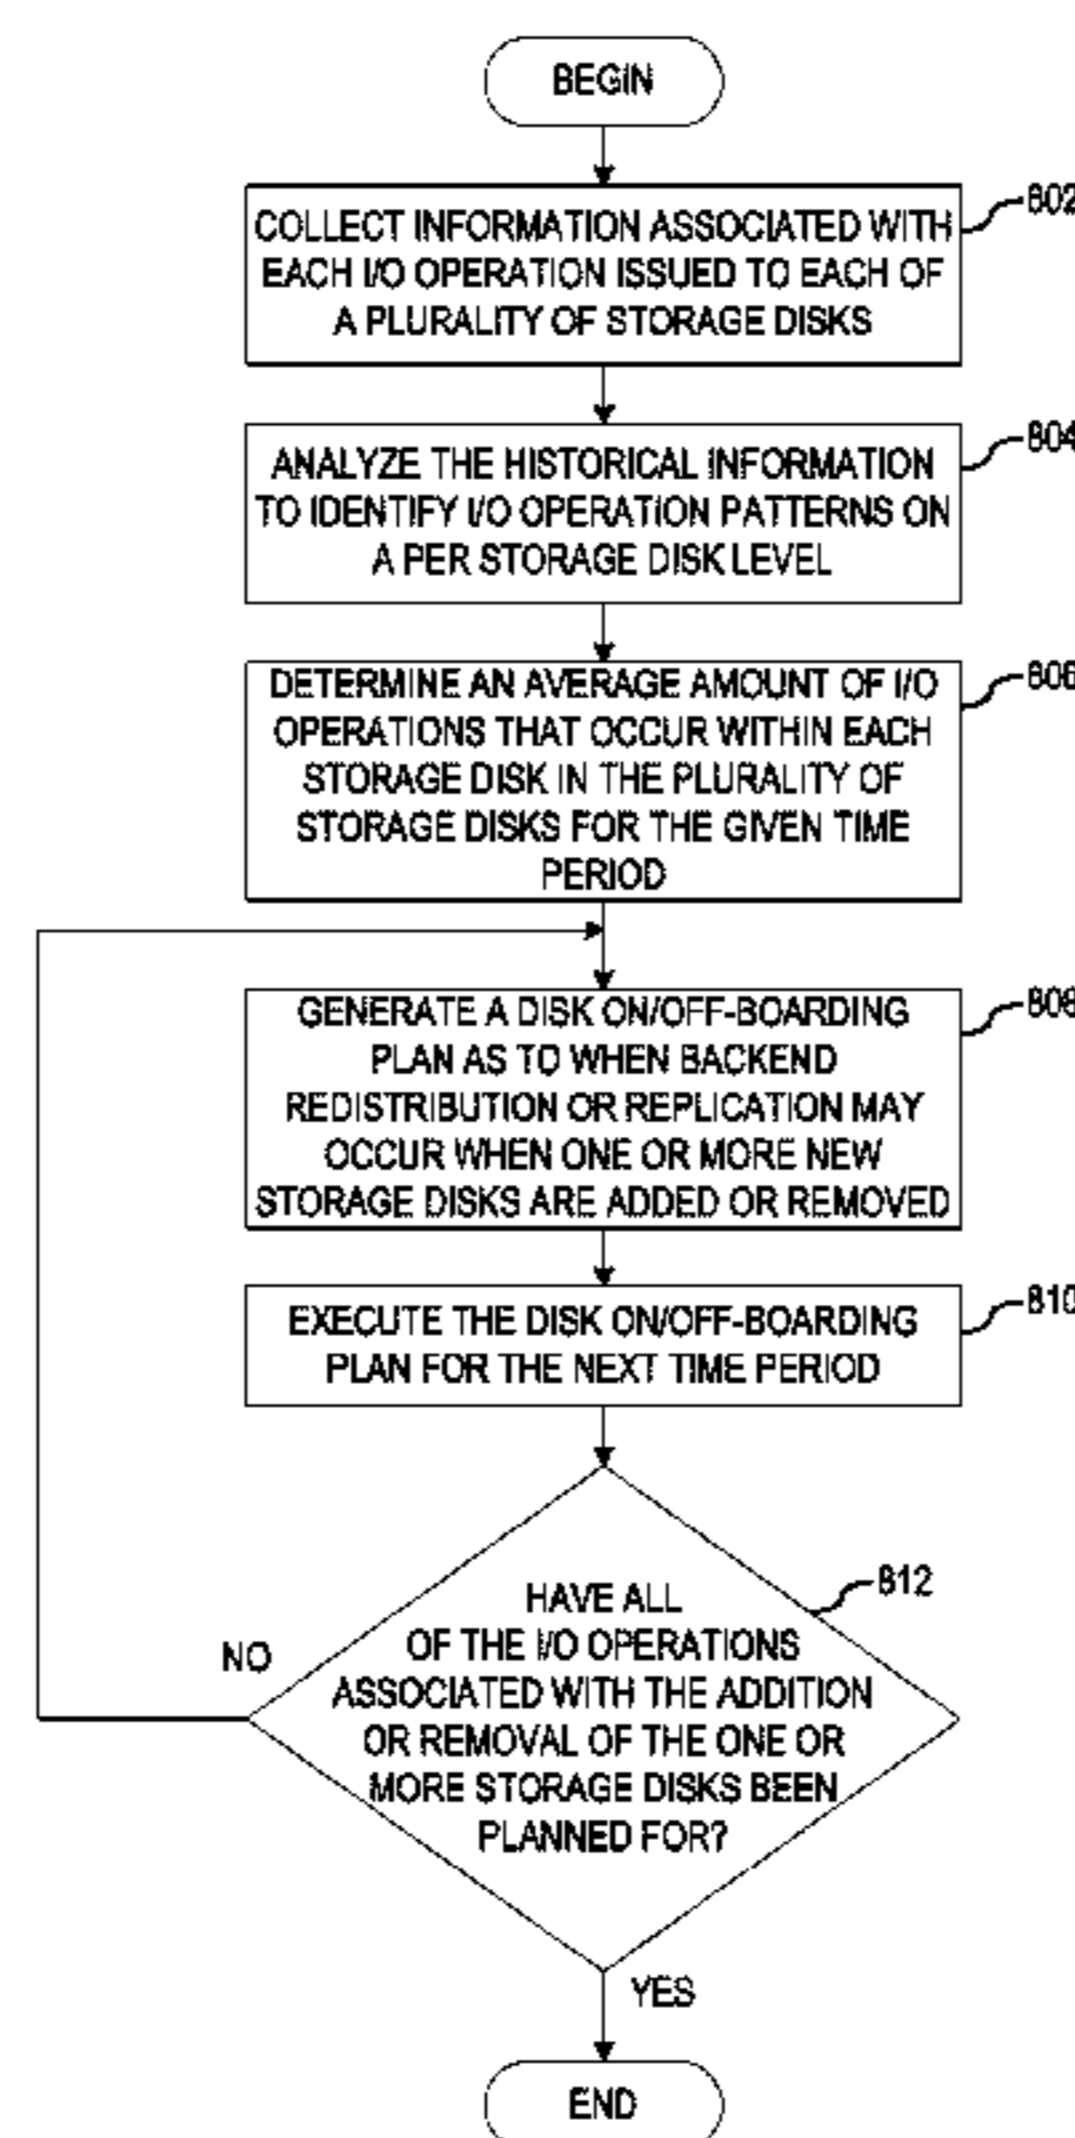 BEGIN
802
COLLECT INFORMATION ASSOCIATED WITH
EACH I/O OPERATION ISSUED TO EACH OF
A PLURALITY OF STORAGE DISKS
804
ANALYZE THE HISTORICAL INFORMATION
TO IDENTIFY I/O OPERATION PATTERNS ON
A PER STORAGE DISK LEVEL
806
DETERMINE AN AVERAGE AMOUNT OF I/O
OPERATIONS THAT OCCUR WITHIN EACH
STORAGE DISK IN THE PLURALITY OF
STORAGE DISKS FOR THE GIVEN TIME
PERIOD
808
GENERATE A DISK ON/OFF-BOARDING
PLAN AS TO WHEN BACKEND
REDISTRIBUTION OR REPLICATION MAY
OCCUR WHEN ONE OR MORE NEW
STORAGE DISKS ARE ADDED OR REMOVED
810
EXECUTE THE DISK ON/OFF-BOARDING
PLAN FOR THE NEXT TIME PERIOD
812
HAVE ALL
OF THE I/O OPERATIONS
ASSOCIATED WITH THE ADDITION
OR REMOVAL OF THE ONE OR
MORE STORAGE DISKS BEEN
PLANNED FOR?
NO
YES
END